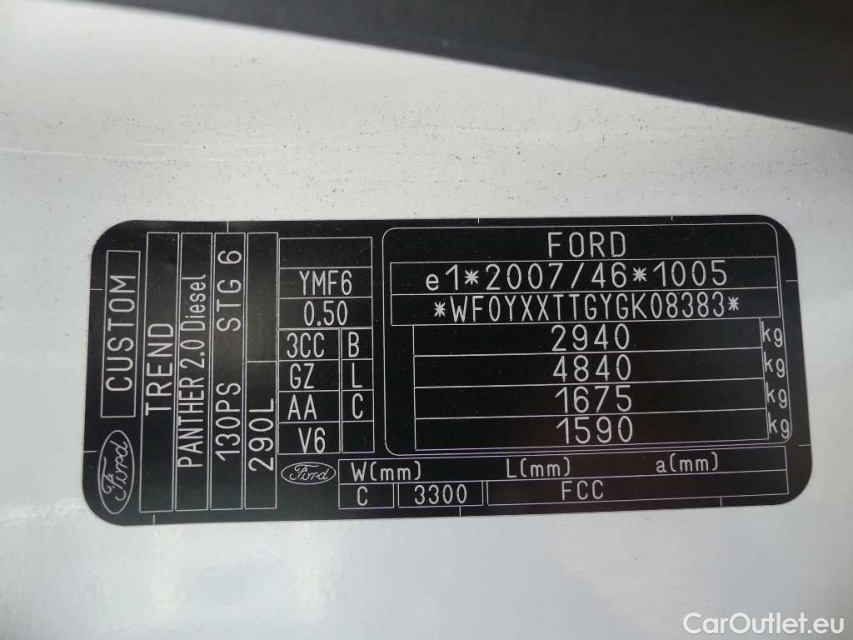 CUSTOM
Ford
TREND
PANTHER 2.0 Diesel
130PS STG 6
290L
YMF6
0.50
3CC B
GZ L
AA C
V6
FORD
e1*2007/46*1005
*WF0YXXTTGYGK08383*
2940 kg
4840 kg
1675 kg
1590 kg
Ford
W(mm) L(mm) a(mm)
C 3300 FCC
CarOutlet.eu